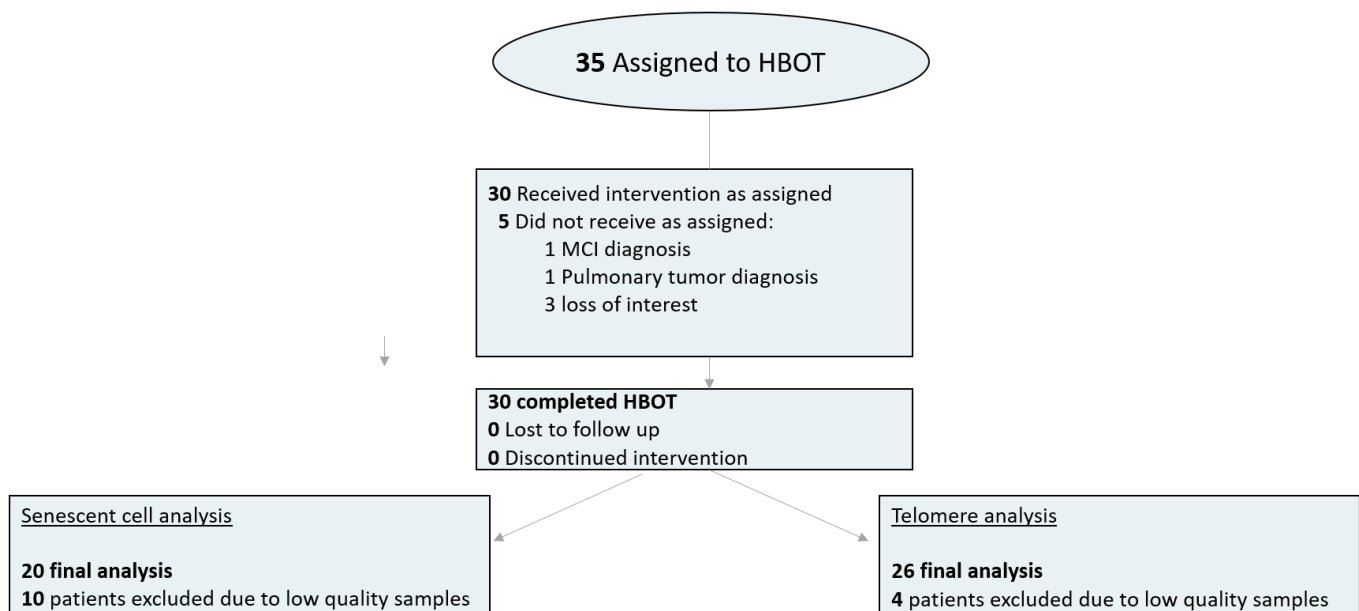 35 Assigned to HBOT
30 Received intervention as assigned
5 Did not receive as assigned:
1 MCI diagnosis
1 Pulmonary tumor diagnosis
3 loss of interest
30 completed HBOT
0 Lost to follow up
0 Discontinued intervention
Senescent cell analysis
20 final analysis
10 patients excluded due to low quality samples
Telomere analysis
26 final analysis
4 patients excluded due to low quality samples